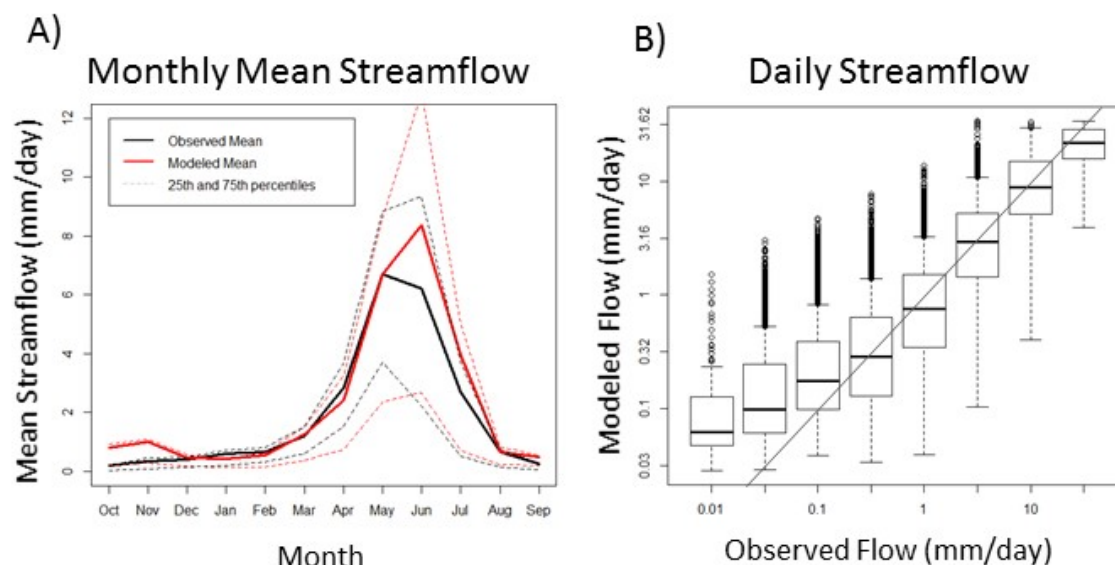 A)
Monthly Mean Streamflow
Mean Streamflow (mm/day)
12
10
8
6
4
2
0
Observed Mean
Modeled Mean
25th and 75th percentiles
Oct Nov Dec Jan Feb Mar Apr May Jun Jul Aug Sep
Month
B)
Daily Streamflow
Modeled Flow (mm/day)
31.62
10
3.16
1
0.32
0.1
0.03
0.01 0.1 1 10
Observed Flow (mm/day)